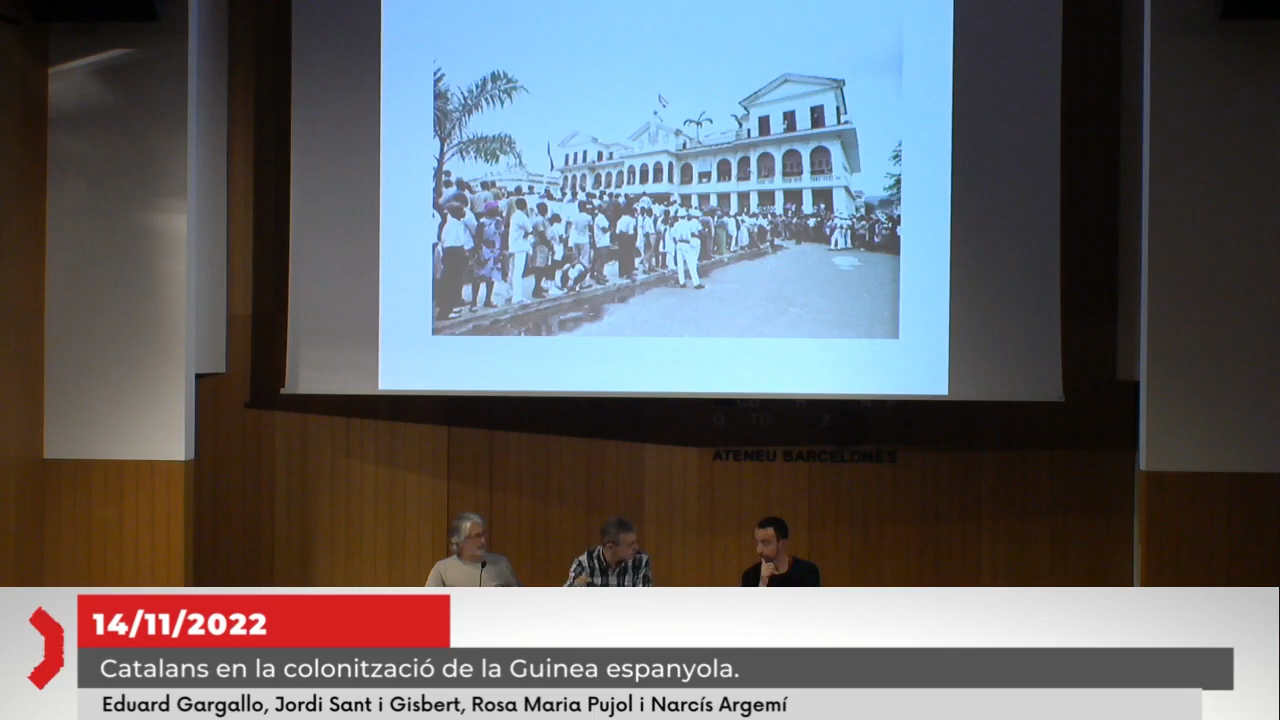 ATENEU BARCELONÈS
14/11/2022
Catalans en la colonització de la Guinea espanyola.
Eduard Gargallo, Jordi Sant i Gisbert, Rosa Maria Pujol i Narcís Argemí